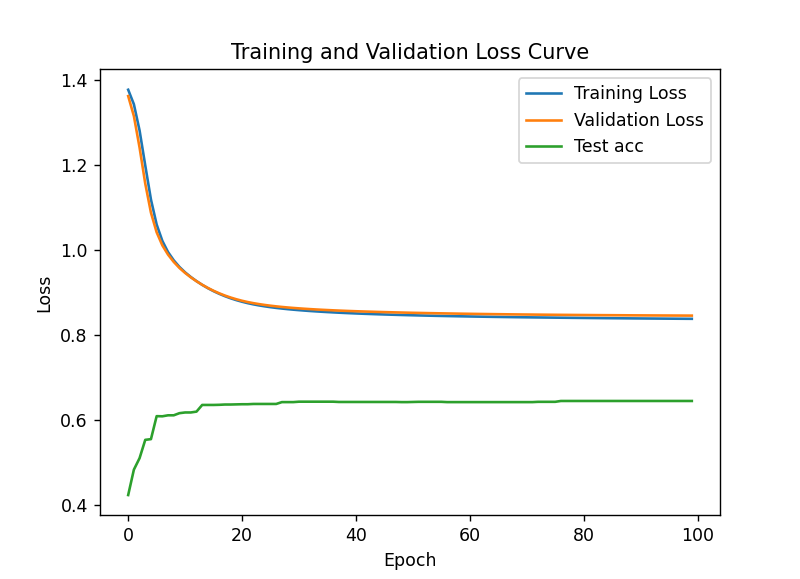 Training and Validation Loss Curve
Training Loss
Validation Loss
Test acc
Loss
1.4
1.2
1.0
0.8
0.6
0.4
0 20 40 60 80 100
Epoch